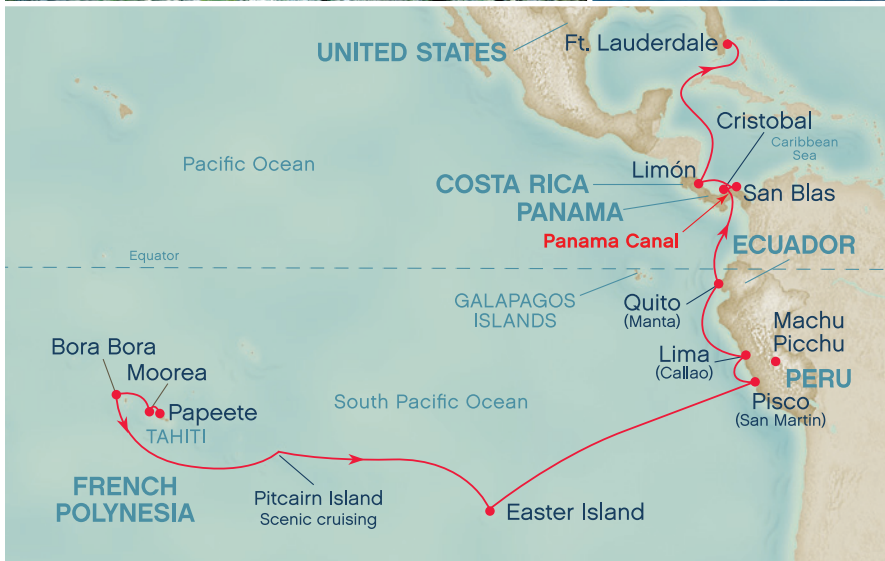 UNITED STATES
Ft. Lauderdale
Cristobal
Caribbean
Sea
Pacific Ocean
Limón
COSTA RICA
San Blas
PANAMA
Panama Canal
ECUADOR
Equator
GALAPAGOS
ISLANDS
Quito
(Manta)
Machu
Picchu
Bora Bora
Lima
(Callao)
Moorea
PERU
South Pacific Ocean
Papeete
Pisco
(San Martin)
TAHITI
FRENCH
POLYNESIA
Pitcairn Island
Scenic cruising
Easter Island